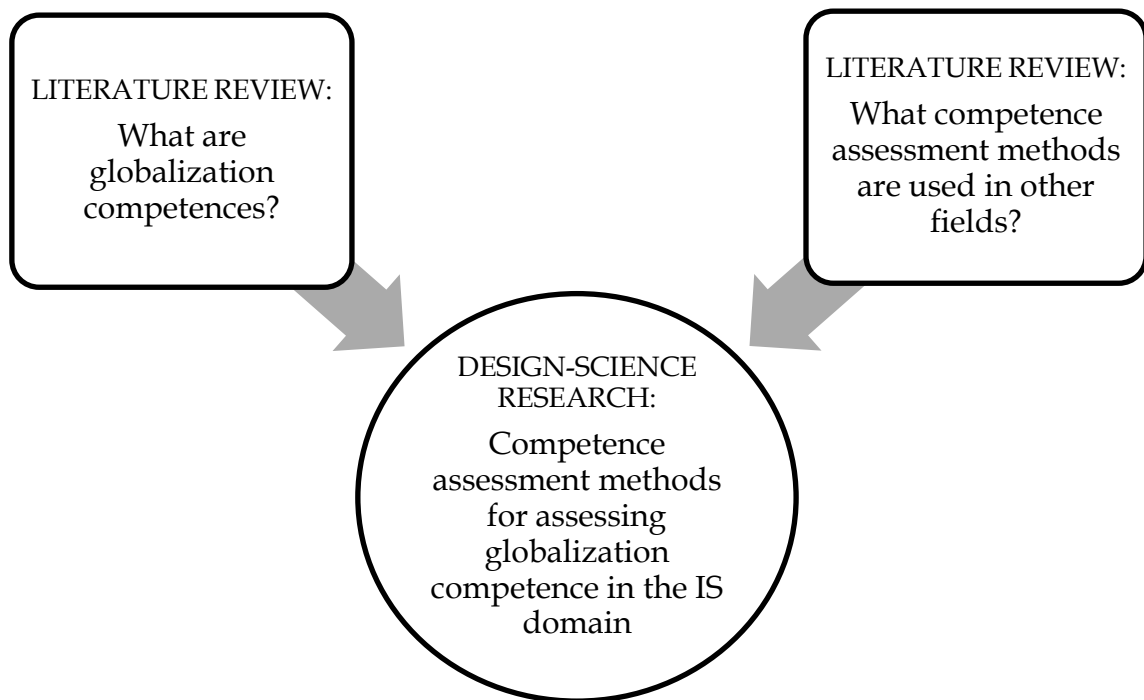 LITERATURE REVIEW:
What are
globalization
competences?
LITERATURE REVIEW:
What competence
assessment methods
are used in other
fields?
DESIGN-SCIENCE
RESEARCH:
Competence
assessment methods
for assessing
globalization
competence in the IS
domain